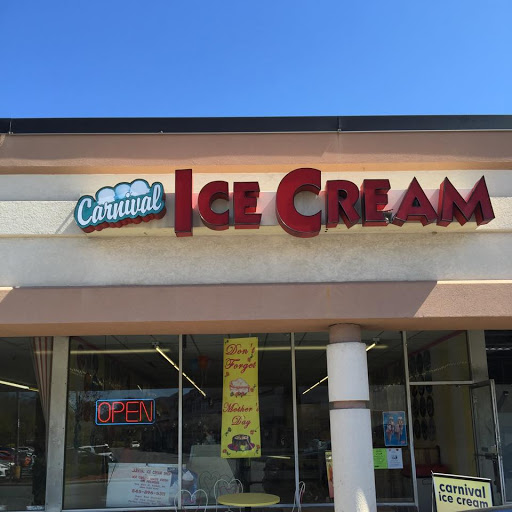 Carnival
ICE CREAM
Don't
Forget
Mother's
Day
OPEN
carnival
ice cream